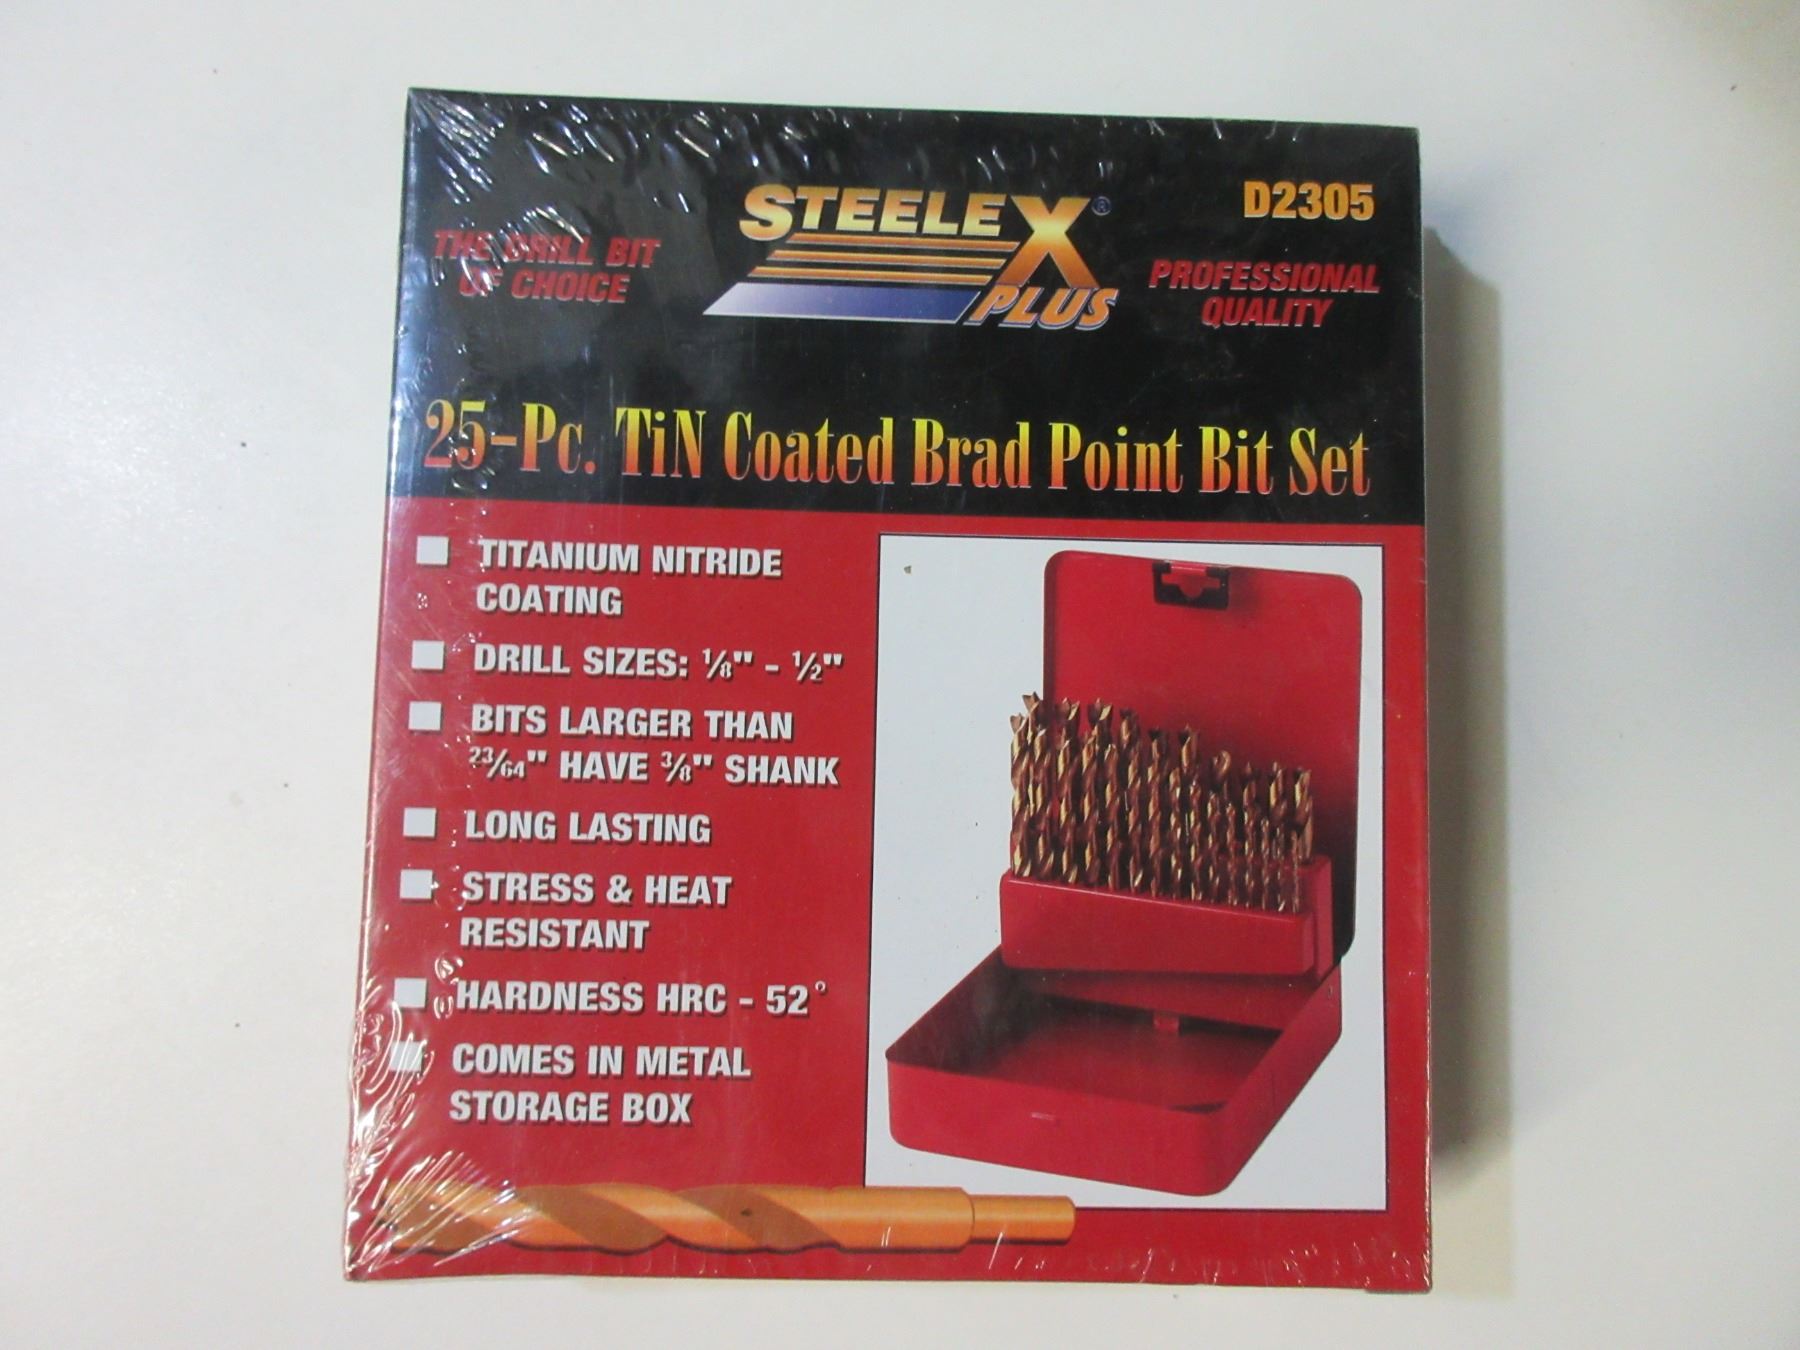 STEELEX®
PLUS
D2305
THE DRILL BIT
OF CHOICE
PROFESSIONAL
QUALITY
25-Pc. TiN Coated Brad Point Bit Set
TITANIUM NITRIDE
COATING
DRILL SIZES: 1/8" - 1/2"
BITS LARGER THAN
23/64" HAVE 3/8" SHANK
LONG LASTING
STRESS & HEAT
RESISTANT
HARDNESS HRC - 52°
COMES IN METAL
STORAGE BOX